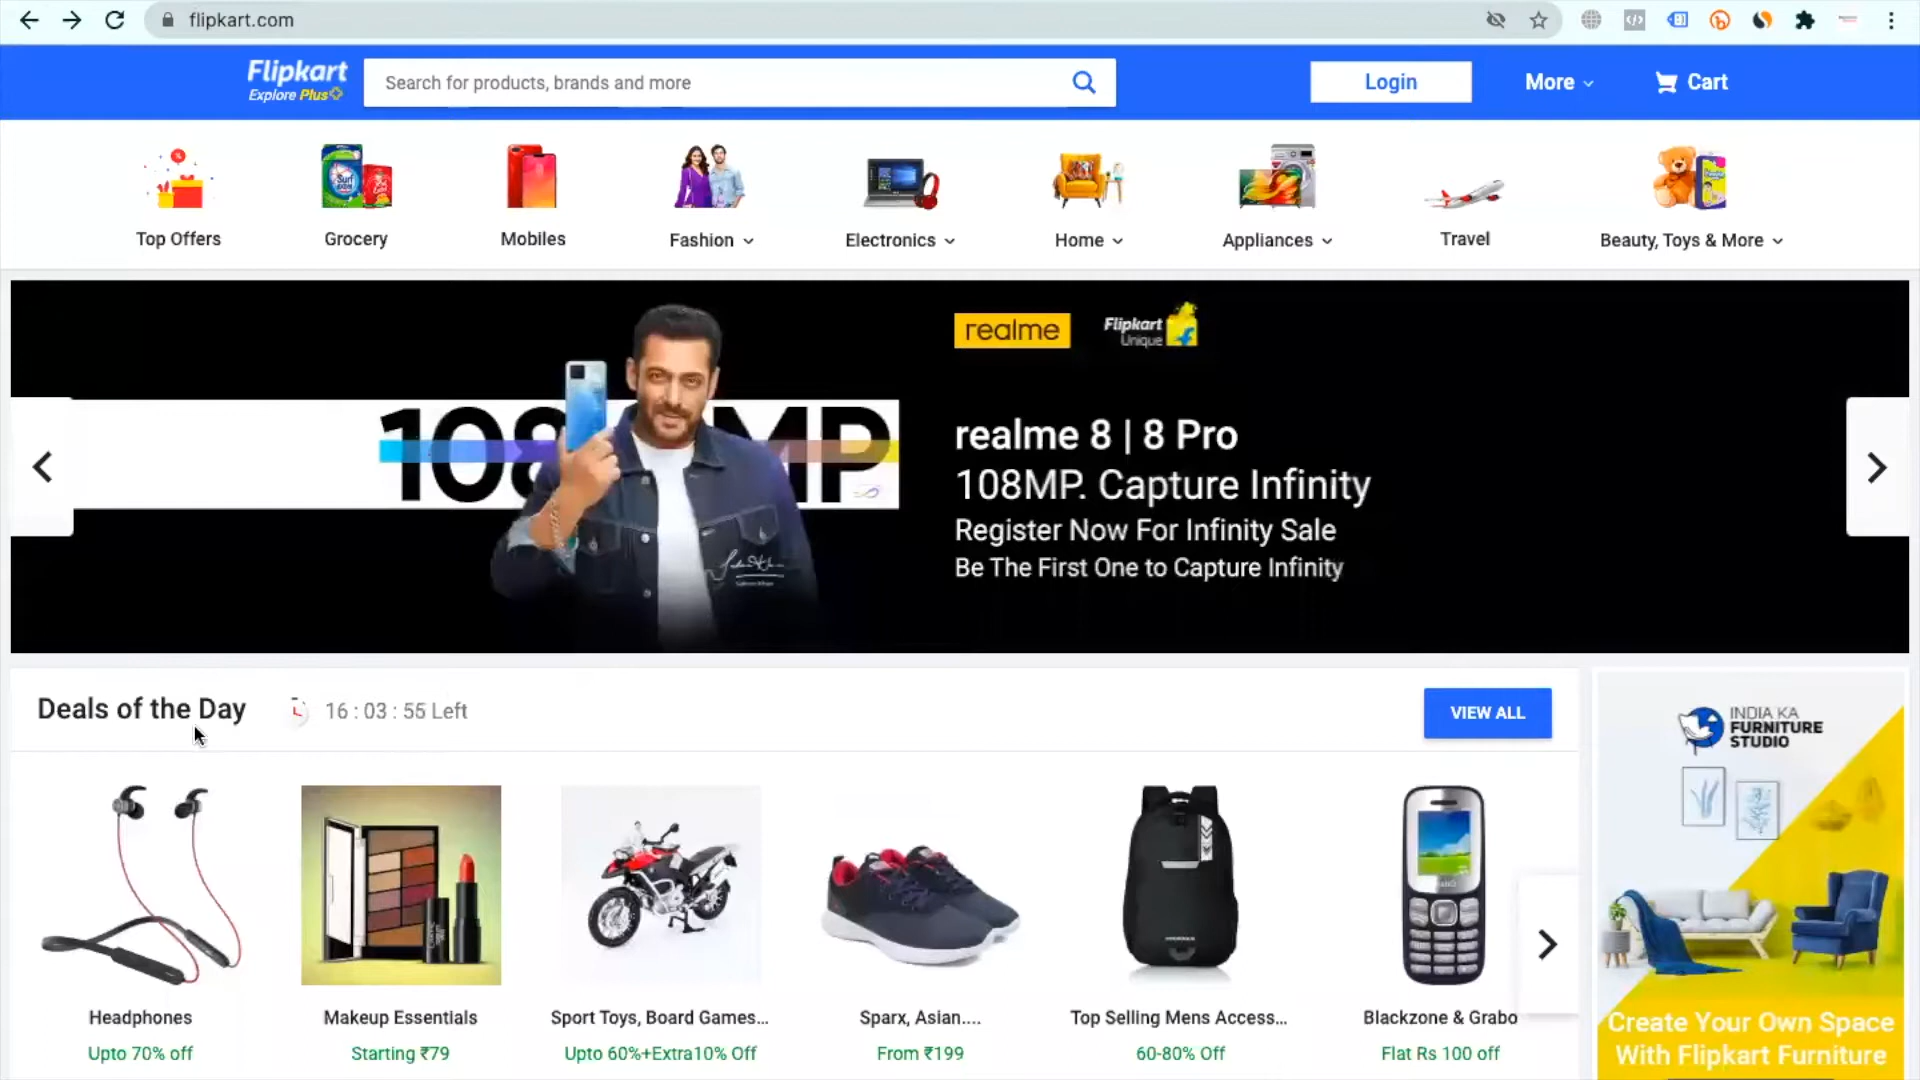 flipkart.com
Flipkart
Explore Plus
Search for products, brands and more
Login
More
Cart
Top Offers
Grocery
Mobiles
Fashion
Electronics
Home
Appliances
Travel
Beauty, Toys & More
realme
Flipkart
Unique
108MP
realme 8 | 8 Pro
108MP. Capture Infinity
Register Now For Infinity Sale
Be The First One to Capture Infinity
Deals of the Day
16 : 03 : 55 Left
VIEW ALL
INDIA KA
FURNITURE
STUDIO
Headphones
Upto 70% off
Makeup Essentials
Starting ₹79
Sport Toys, Board Games...
Upto 60%+Extra10% Off
Sparx, Asian....
From ₹199
Top Selling Mens Access...
60-80% Off
Blackzone & Grabo
Flat Rs 100 off
Create Your Own Space
With Flipkart Furniture